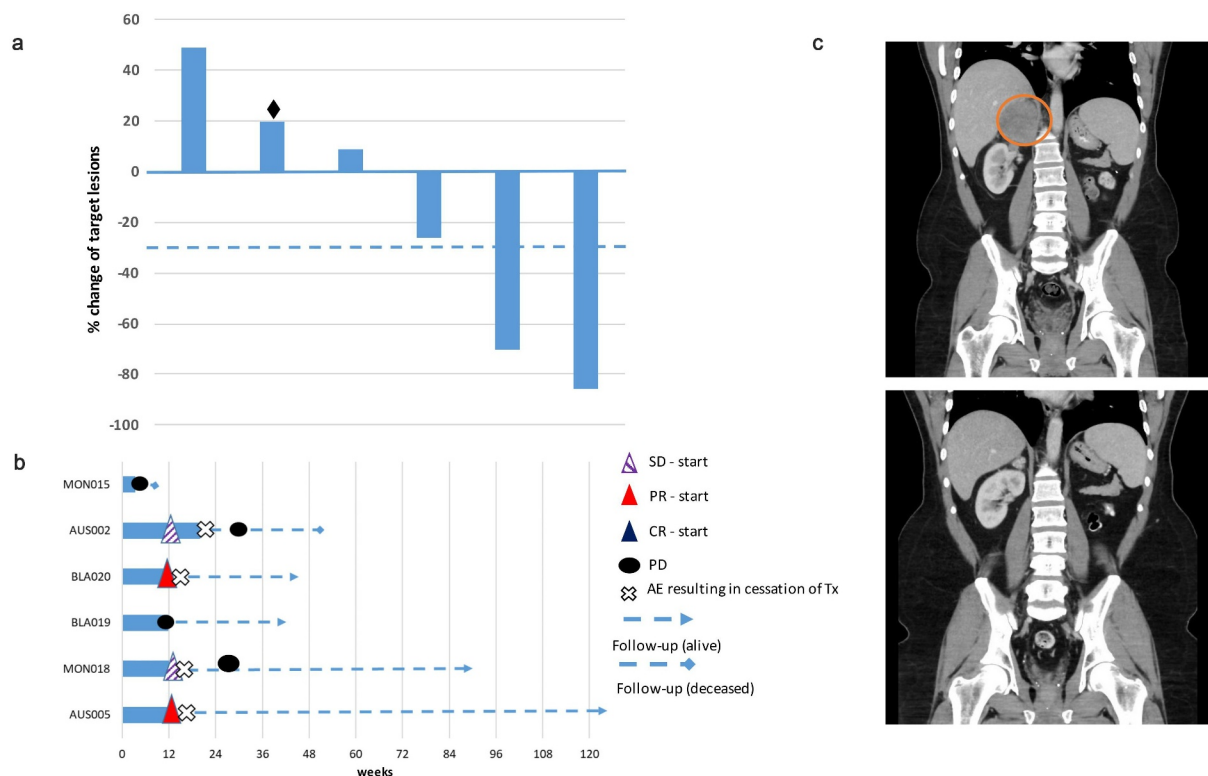 a
60
40
20
0
-20
-40
-60
-80
-100
% change of target lesions
b
MON015
AUS002
BLA020
BLA019
MON018
AUS005
0 12 24 36 48 60 72 84 96 108 120
weeks
SD - start
PR - start
CR - start
PD
AE resulting in cessation of Tx
Follow-up (alive)
Follow-up (deceased)
c